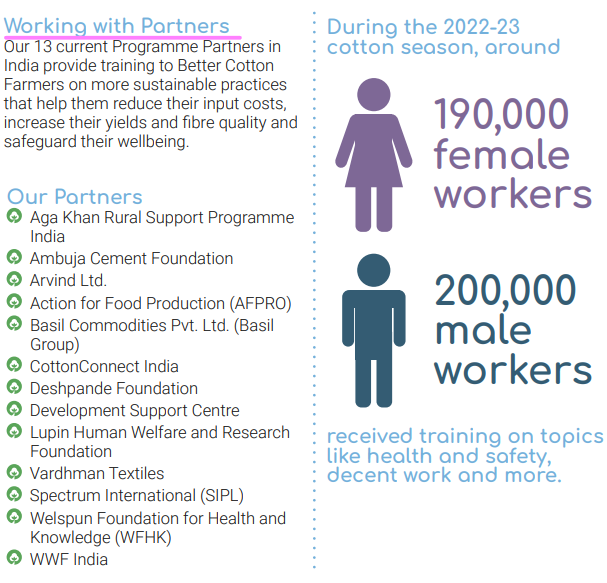 Working with Partners
Our 13 current Programme Partners in
India provide training to Better Cotton
Farmers on more sustainable practices
that help them reduce their input costs,
increase their yields and fibre quality and
safeguard their wellbeing.
Our Partners
Aga Khan Rural Support Programme
India
Ambuja Cement Foundation
Arvind Ltd.
Action for Food Production (AFPRO)
Basil Commodities Pvt. Ltd. (Basil
Group)
CottonConnect India
Deshpande Foundation
Development Support Centre
Lupin Human Welfare and Research
Foundation
Vardhman Textiles
Spectrum International (SIPL)
Welspun Foundation for Health and
Knowledge (WFHK)
WWF India
During the 2022-23
cotton season, around
190,000
female
workers
200,000
male
workers
received training on topics
like health and safety,
decent work and more.